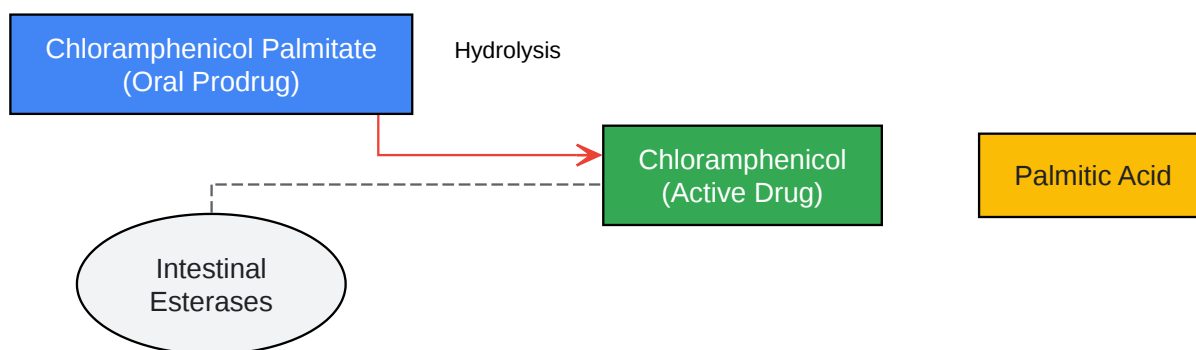 Chloramphenicol Palmitate
(Oral Prodrug)
Hydrolysis
Chloramphenicol
(Active Drug)
Palmitic Acid
Intestinal
Esterases